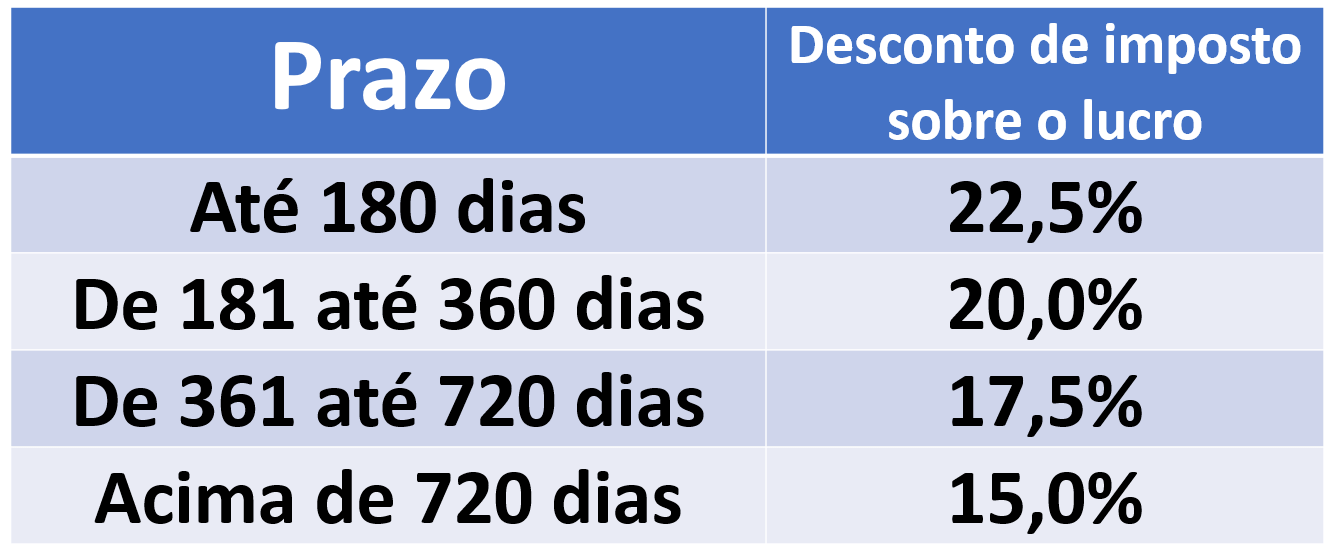 Prazo
Desconto de imposto
sobre o lucro
Até 180 dias
22,5%
De 181 até 360 dias
20,0%
De 361 até 720 dias
17,5%
Acima de 720 dias
15,0%